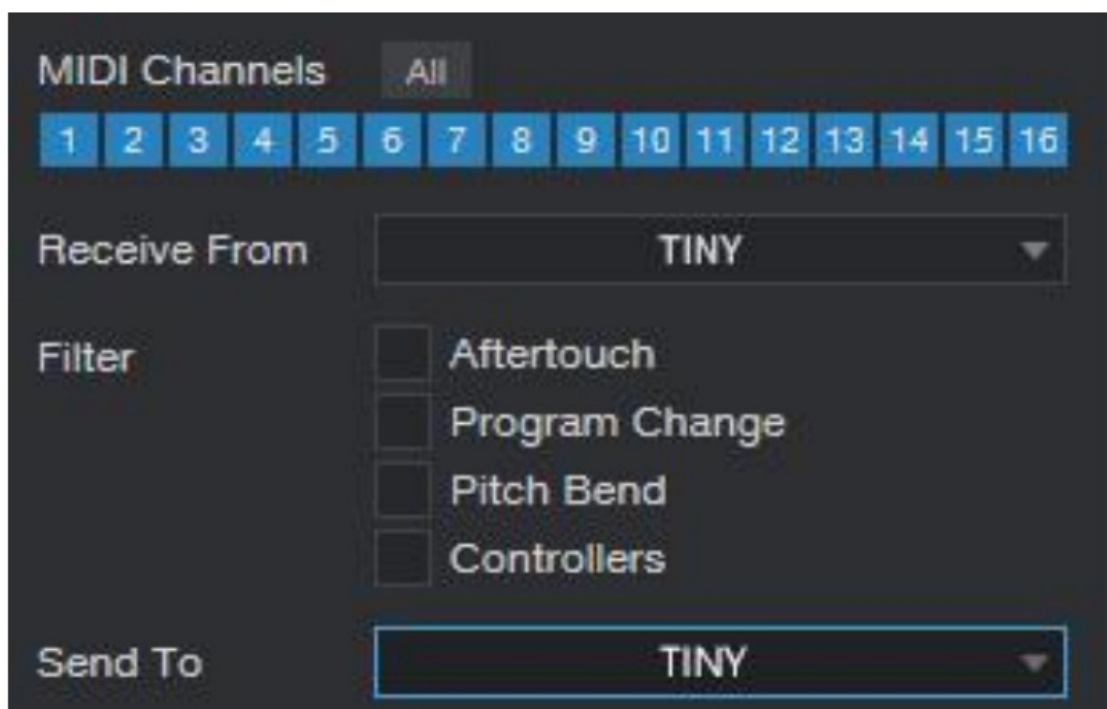 MIDI Channels All
1 2 3 4 5 6 7 8 9 10 11 12 13 14 15 16
Receive From TINY
Filter Aftertouch
Program Change
Pitch Bend
Controllers
Send To TINY